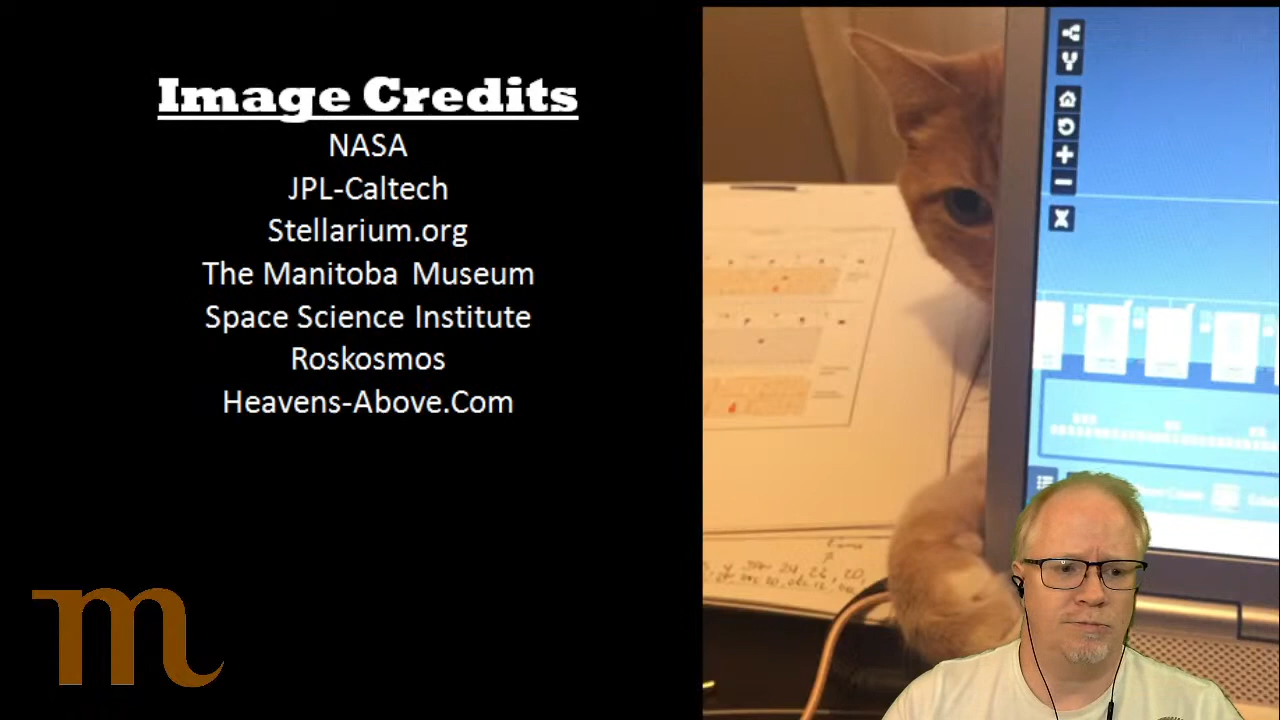 Image Credits
NASA
JPL-Caltech
Stellarium.org
The Manitoba Museum
Space Science Institute
Roskosmos
Heavens-Above.Com
m